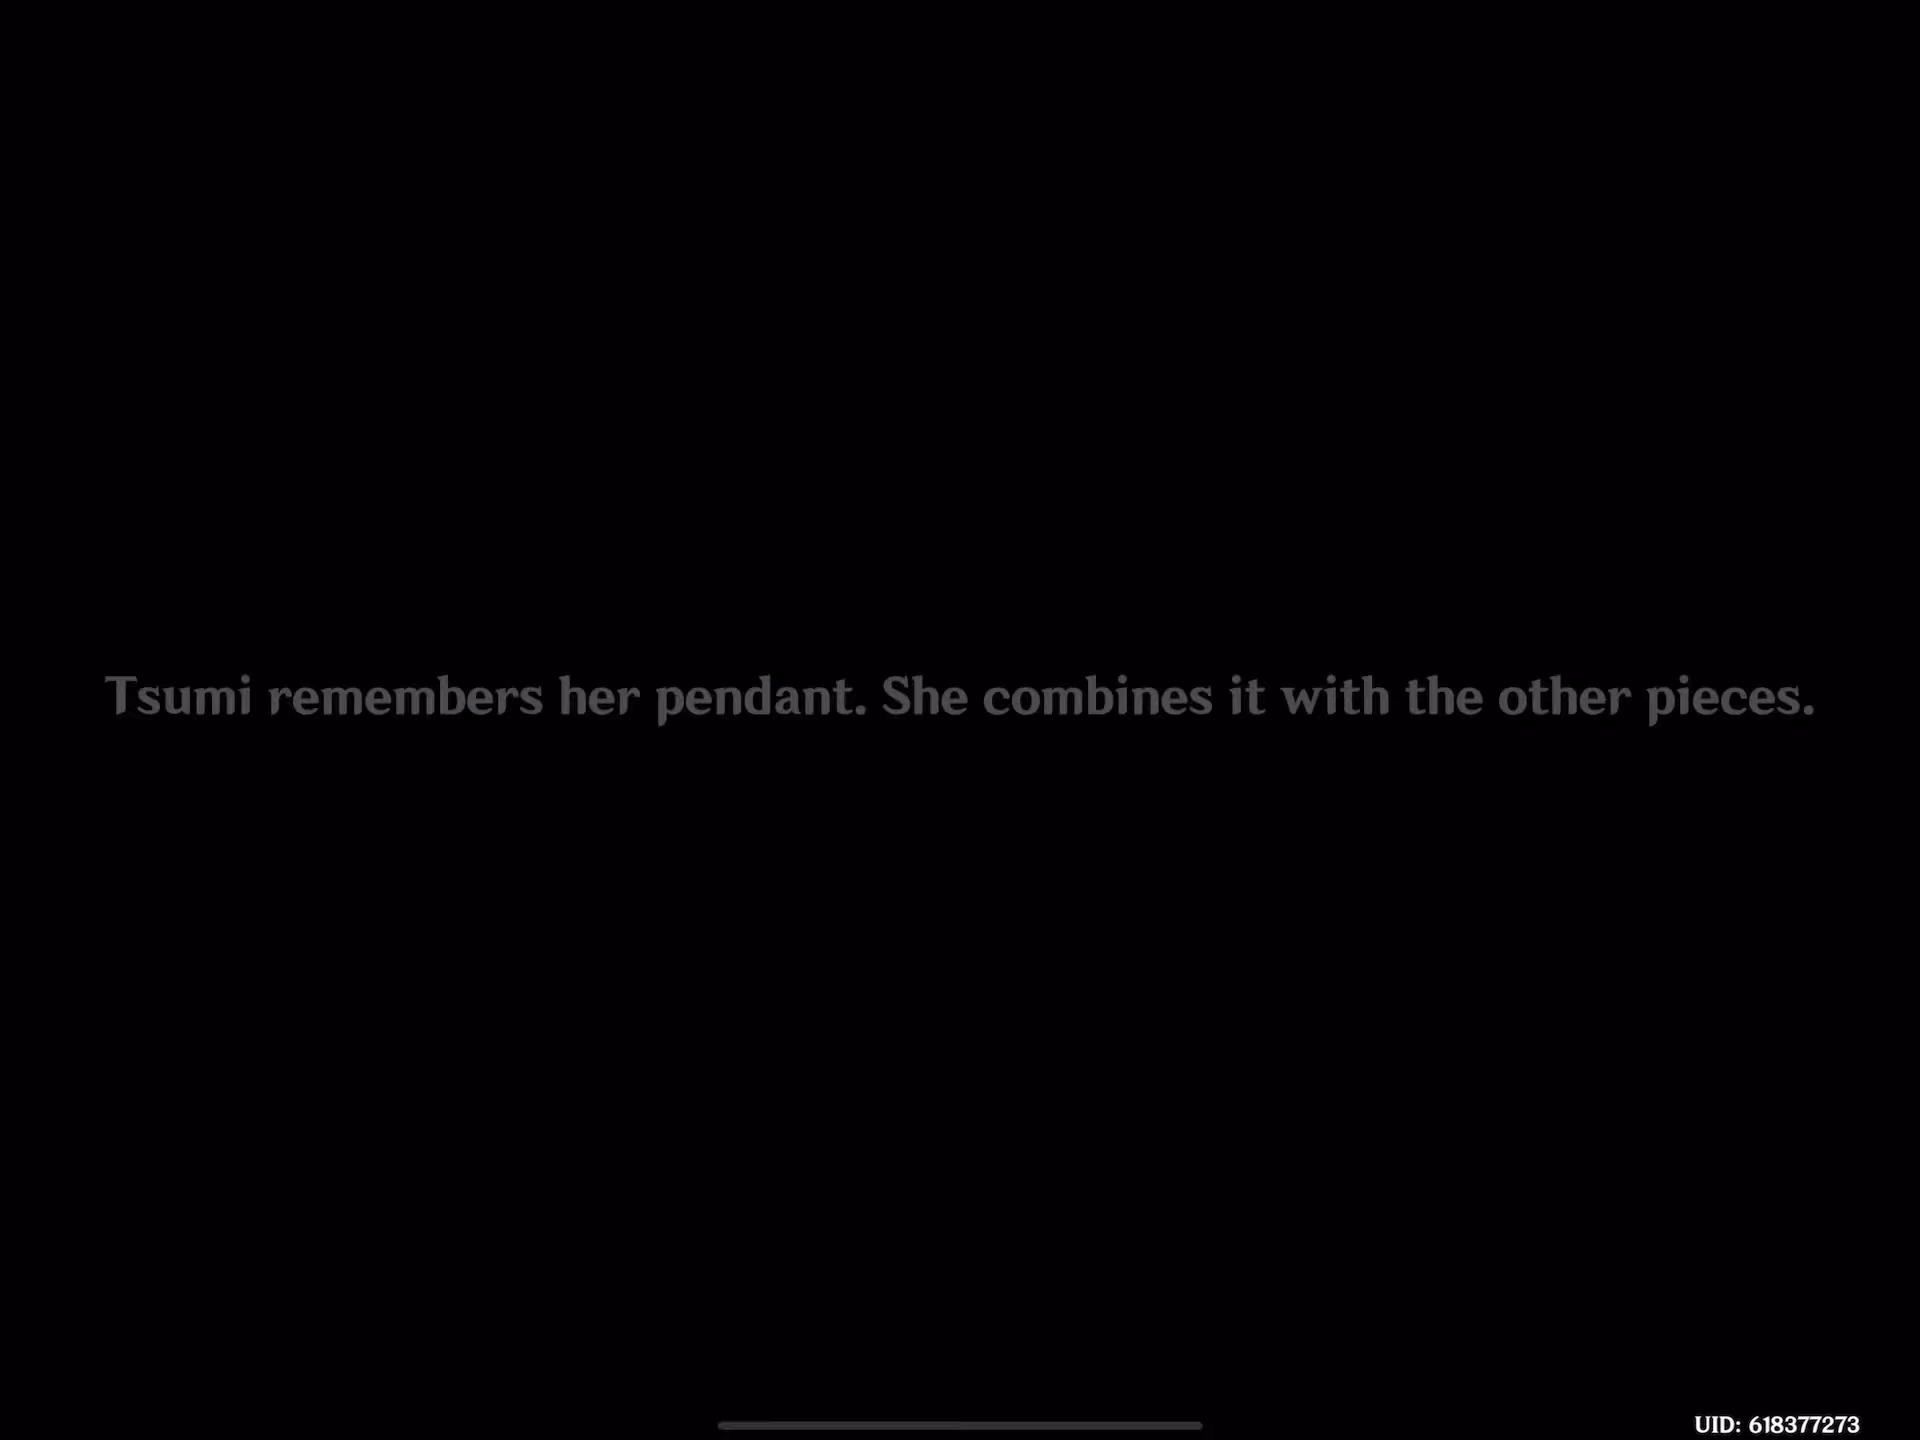 Tsumi remembers her pendant. She combines it with the other pieces.
UID: 618377273